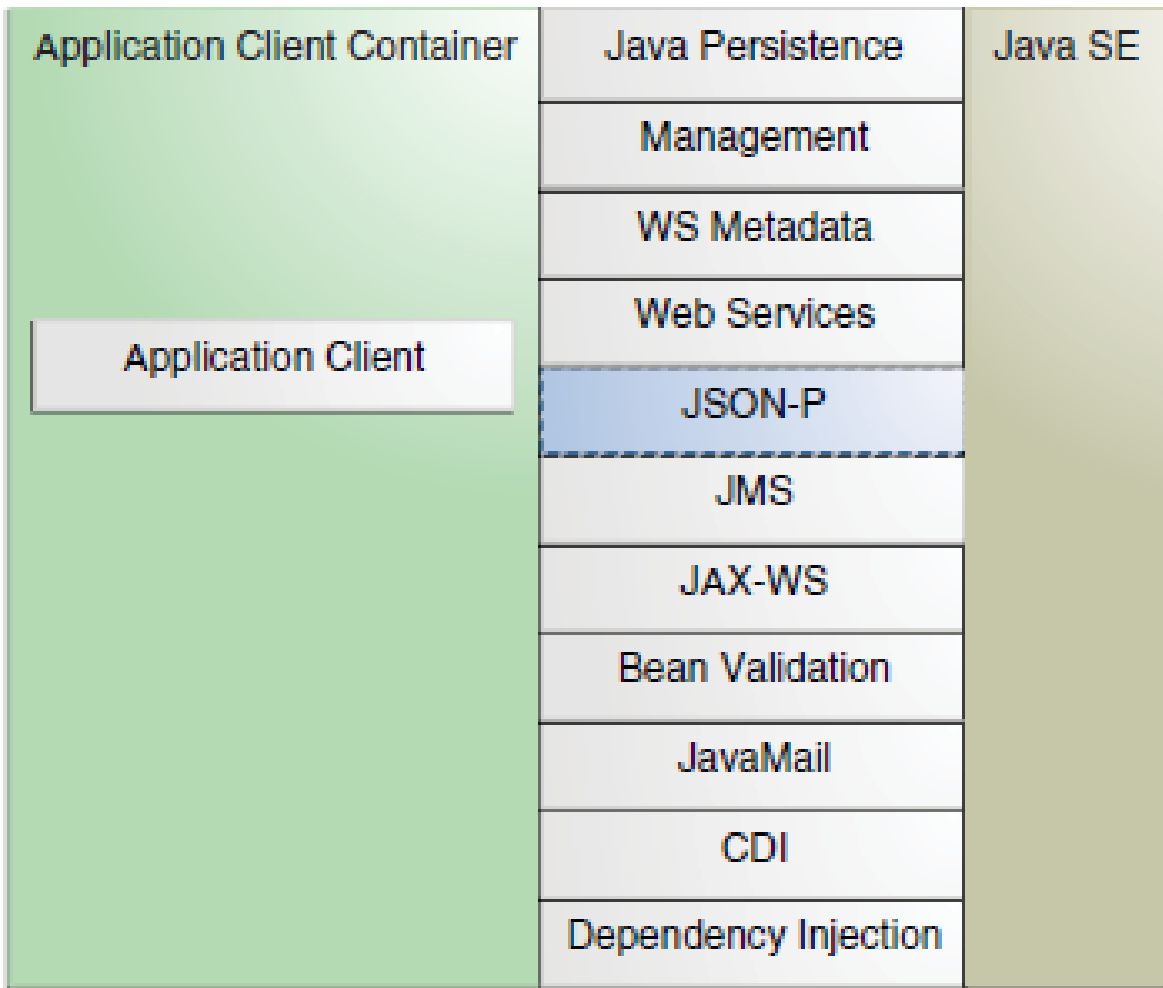 Application Client Container
Application Client
Java Persistence
Management
WS Metadata
Web Services
JSON-P
JMS
JAX-WS
Bean Validation
JavaMail
CDI
Dependency Injection
Java SE